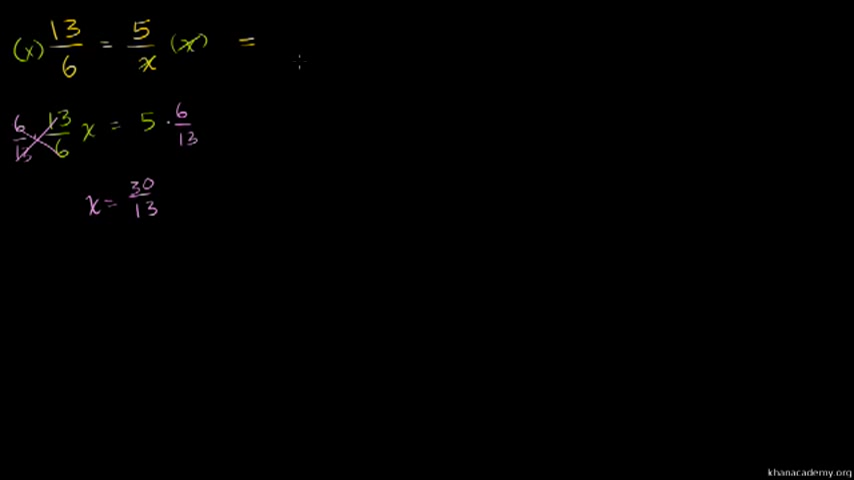 (x) 13/6 = 5/x (x) =
6/13 · 13/6 x = 5 · 6/13
x = 30/13
khanacademy.org